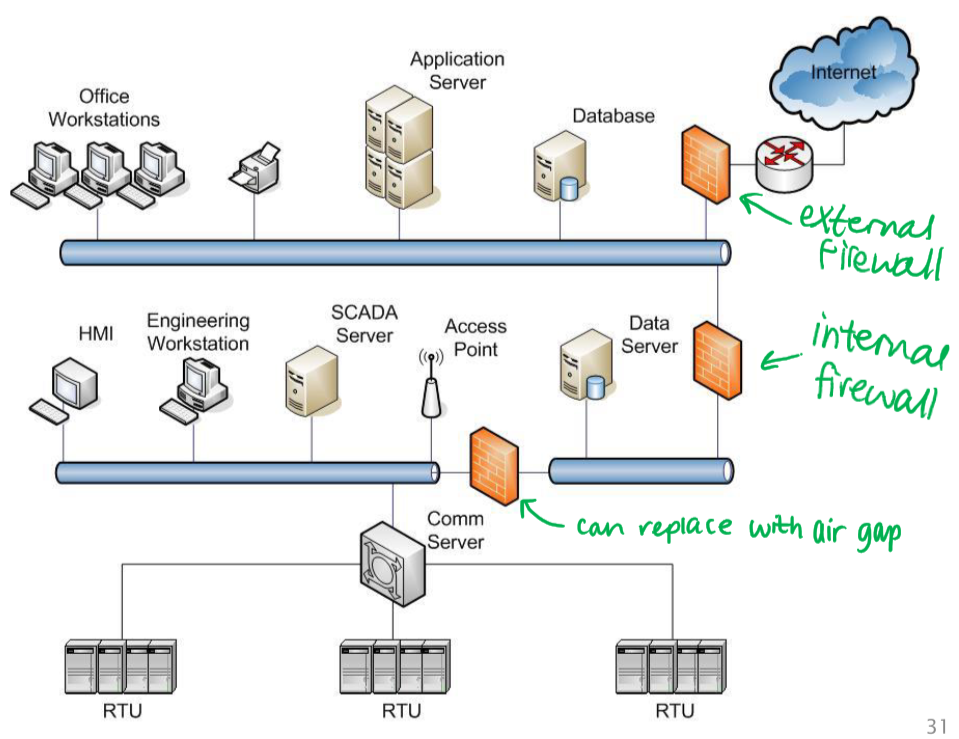 Application
Server
Internet
Office
Workstations
Database
external
firewall
HMI
Engineering
Workstation
SCADA
Server
Access
Point
Data
Server
internal
firewall
can replace with air gap
Comm
Server
RTU
RTU
RTU
31